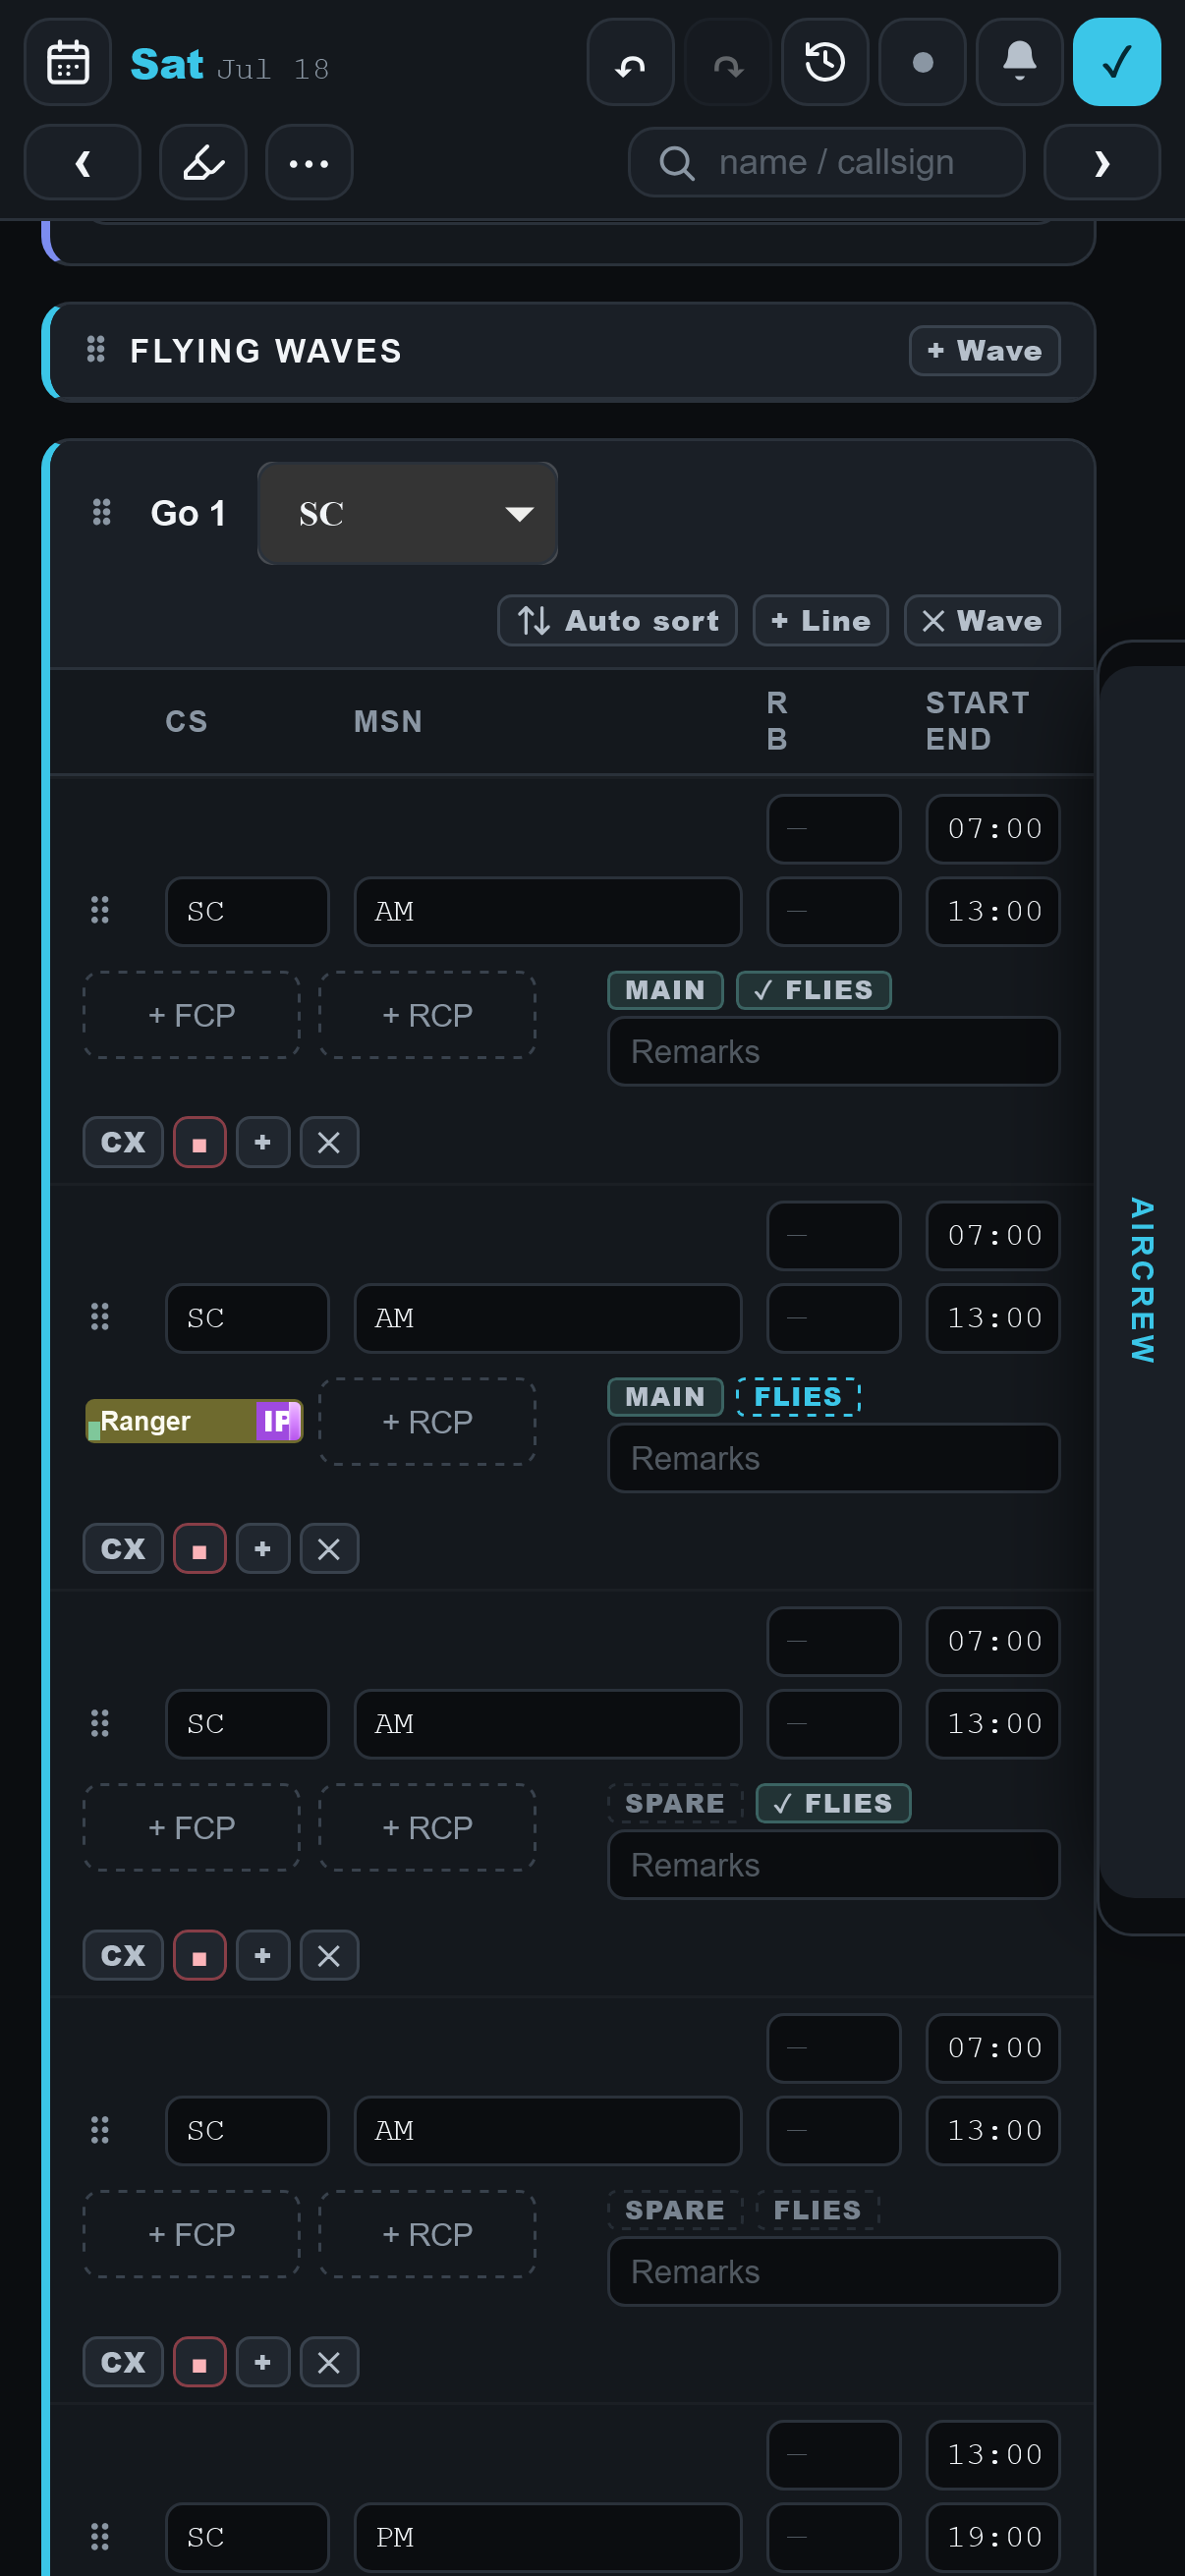 Sat Jul 18
name / callsign
FLYING WAVES
+ Wave
Go 1
SC
Auto sort
+ Line
× Wave
CS MSN R B START END
— 07:00
SC AM — 13:00
+ FCP + RCP MAIN ✓ FLIES
Remarks
CX + ×
— 07:00
SC AM — 13:00
Ranger IP + RCP MAIN FLIES
Remarks
CX + ×
— 07:00
SC AM — 13:00
+ FCP + RCP SPARE ✓ FLIES
Remarks
CX + ×
— 07:00
SC AM — 13:00
+ FCP + RCP SPARE FLIES
Remarks
CX + ×
— 13:00
SC PM — 19:00
AIRCREW